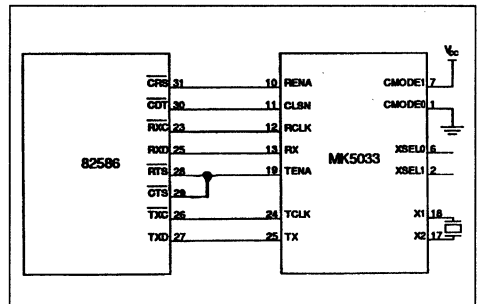 Vcc
CRS 31 10 RENA CMODE1 7
CDT 30 11 CLSN CMODE0 1
RXC 23 12 RCLK
RXD 25 13 RX XSEL0 6
82586 MK5033
RTS 28 19 TENA XSEL1 2
CTS 29
TXC 26 24 TCLK X1 18
TXD 27 25 TX X2 17